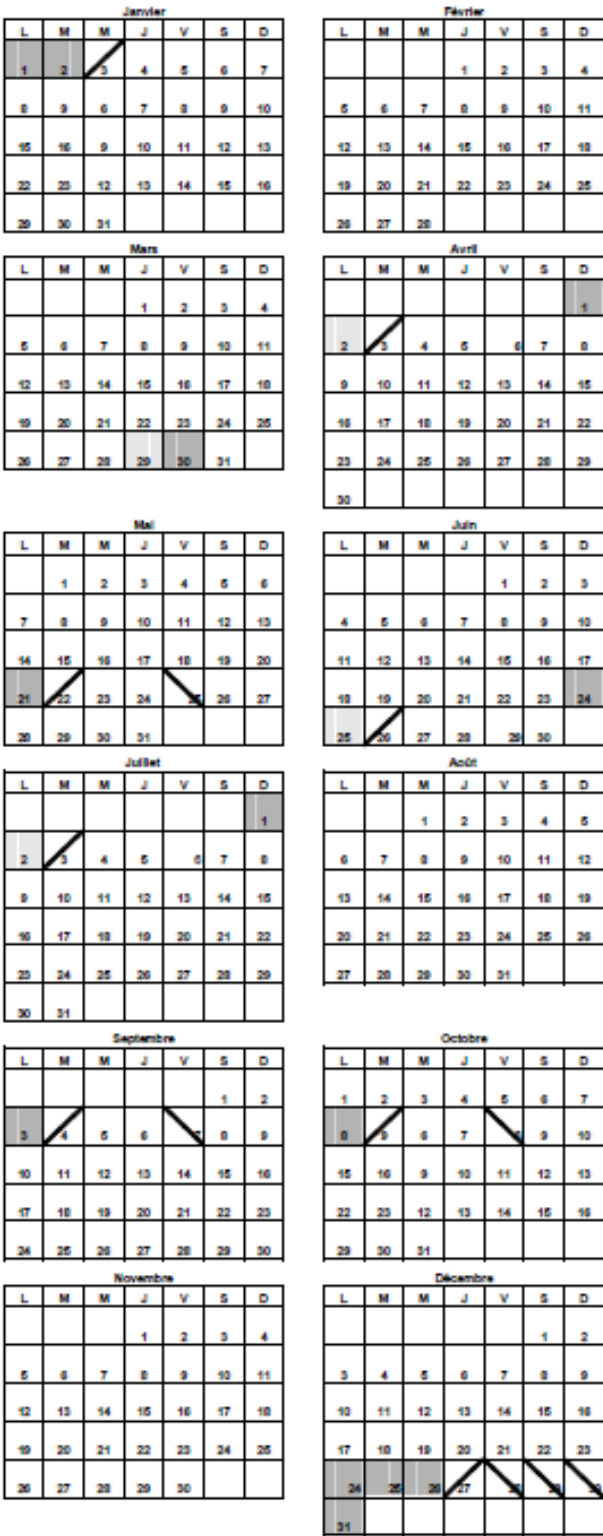 Janvier
L M M J V S D
1 2 3 4 5 6 7
8 9 6 7 8 9 10
15 16 9 10 11 12 13
22 23 12 13 14 15 16
29 30 31
Février
L M M J V S D
1 2 3 4
5 6 7 8 9 10 11
12 13 14 15 16 17 18
19 20 21 22 23 24 25
26 27 28
Mars
L M M J V S D
1 2 3 4
5 6 7 8 9 10 11
12 13 14 15 16 17 18
19 20 21 22 23 24 25
26 27 28 29 30 31
Avril
L M M J V S D
1
2 3 4 5 6 7 8
9 10 11 12 13 14 15
16 17 18 19 20 21 22
23 24 25 26 27 28 29
30
Mai
L M M J V S D
1 2 3 4 5 6
7 8 9 10 11 12 13
14 15 16 17 18 19 20
21 22 23 24 25 26 27
28 29 30 31
Juin
L M M J V S D
1 2 3
4 5 6 7 8 9 10
11 12 13 14 15 16 17
18 19 20 21 22 23 24
25 26 27 28 29 30
Juillet
L M M J V S D
1
2 3 4 5 6 7 8
9 10 11 12 13 14 15
16 17 18 19 20 21 22
23 24 25 26 27 28 29
30 31
Août
L M M J V S D
1 2 3 4 5
6 7 8 9 10 11 12
13 14 15 16 17 18 19
20 21 22 23 24 25 26
27 28 29 30 31
Septembre
L M M J V S D
1 2
3 4 5 6 7 8 9
10 11 12 13 14 15 16
17 18 19 20 21 22 23
24 25 26 27 28 29 30
Octobre
L M M J V S D
1 2 3 4 5 6 7
8 9 6 7 8 9 10
15 16 9 10 11 12 13
22 23 12 13 14 15 16
29 30 31
Novembre
L M M J V S D
1 2 3 4
5 6 7 8 9 10 11
12 13 14 15 16 17 18
19 20 21 22 23 24 25
26 27 28 29 30
Décembre
L M M J V S D
1 2
3 4 5 6 7 8 9
10 11 12 13 14 15 16
17 18 19 20 21 22 23
24 25 26 27 28 29 30
31